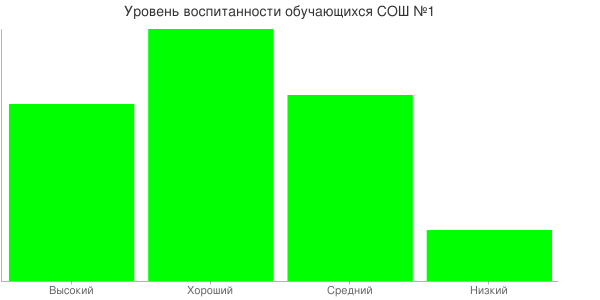 Уровень воспитанности обучающихся СОШ №1
Высокий Хороший Средний Низкий